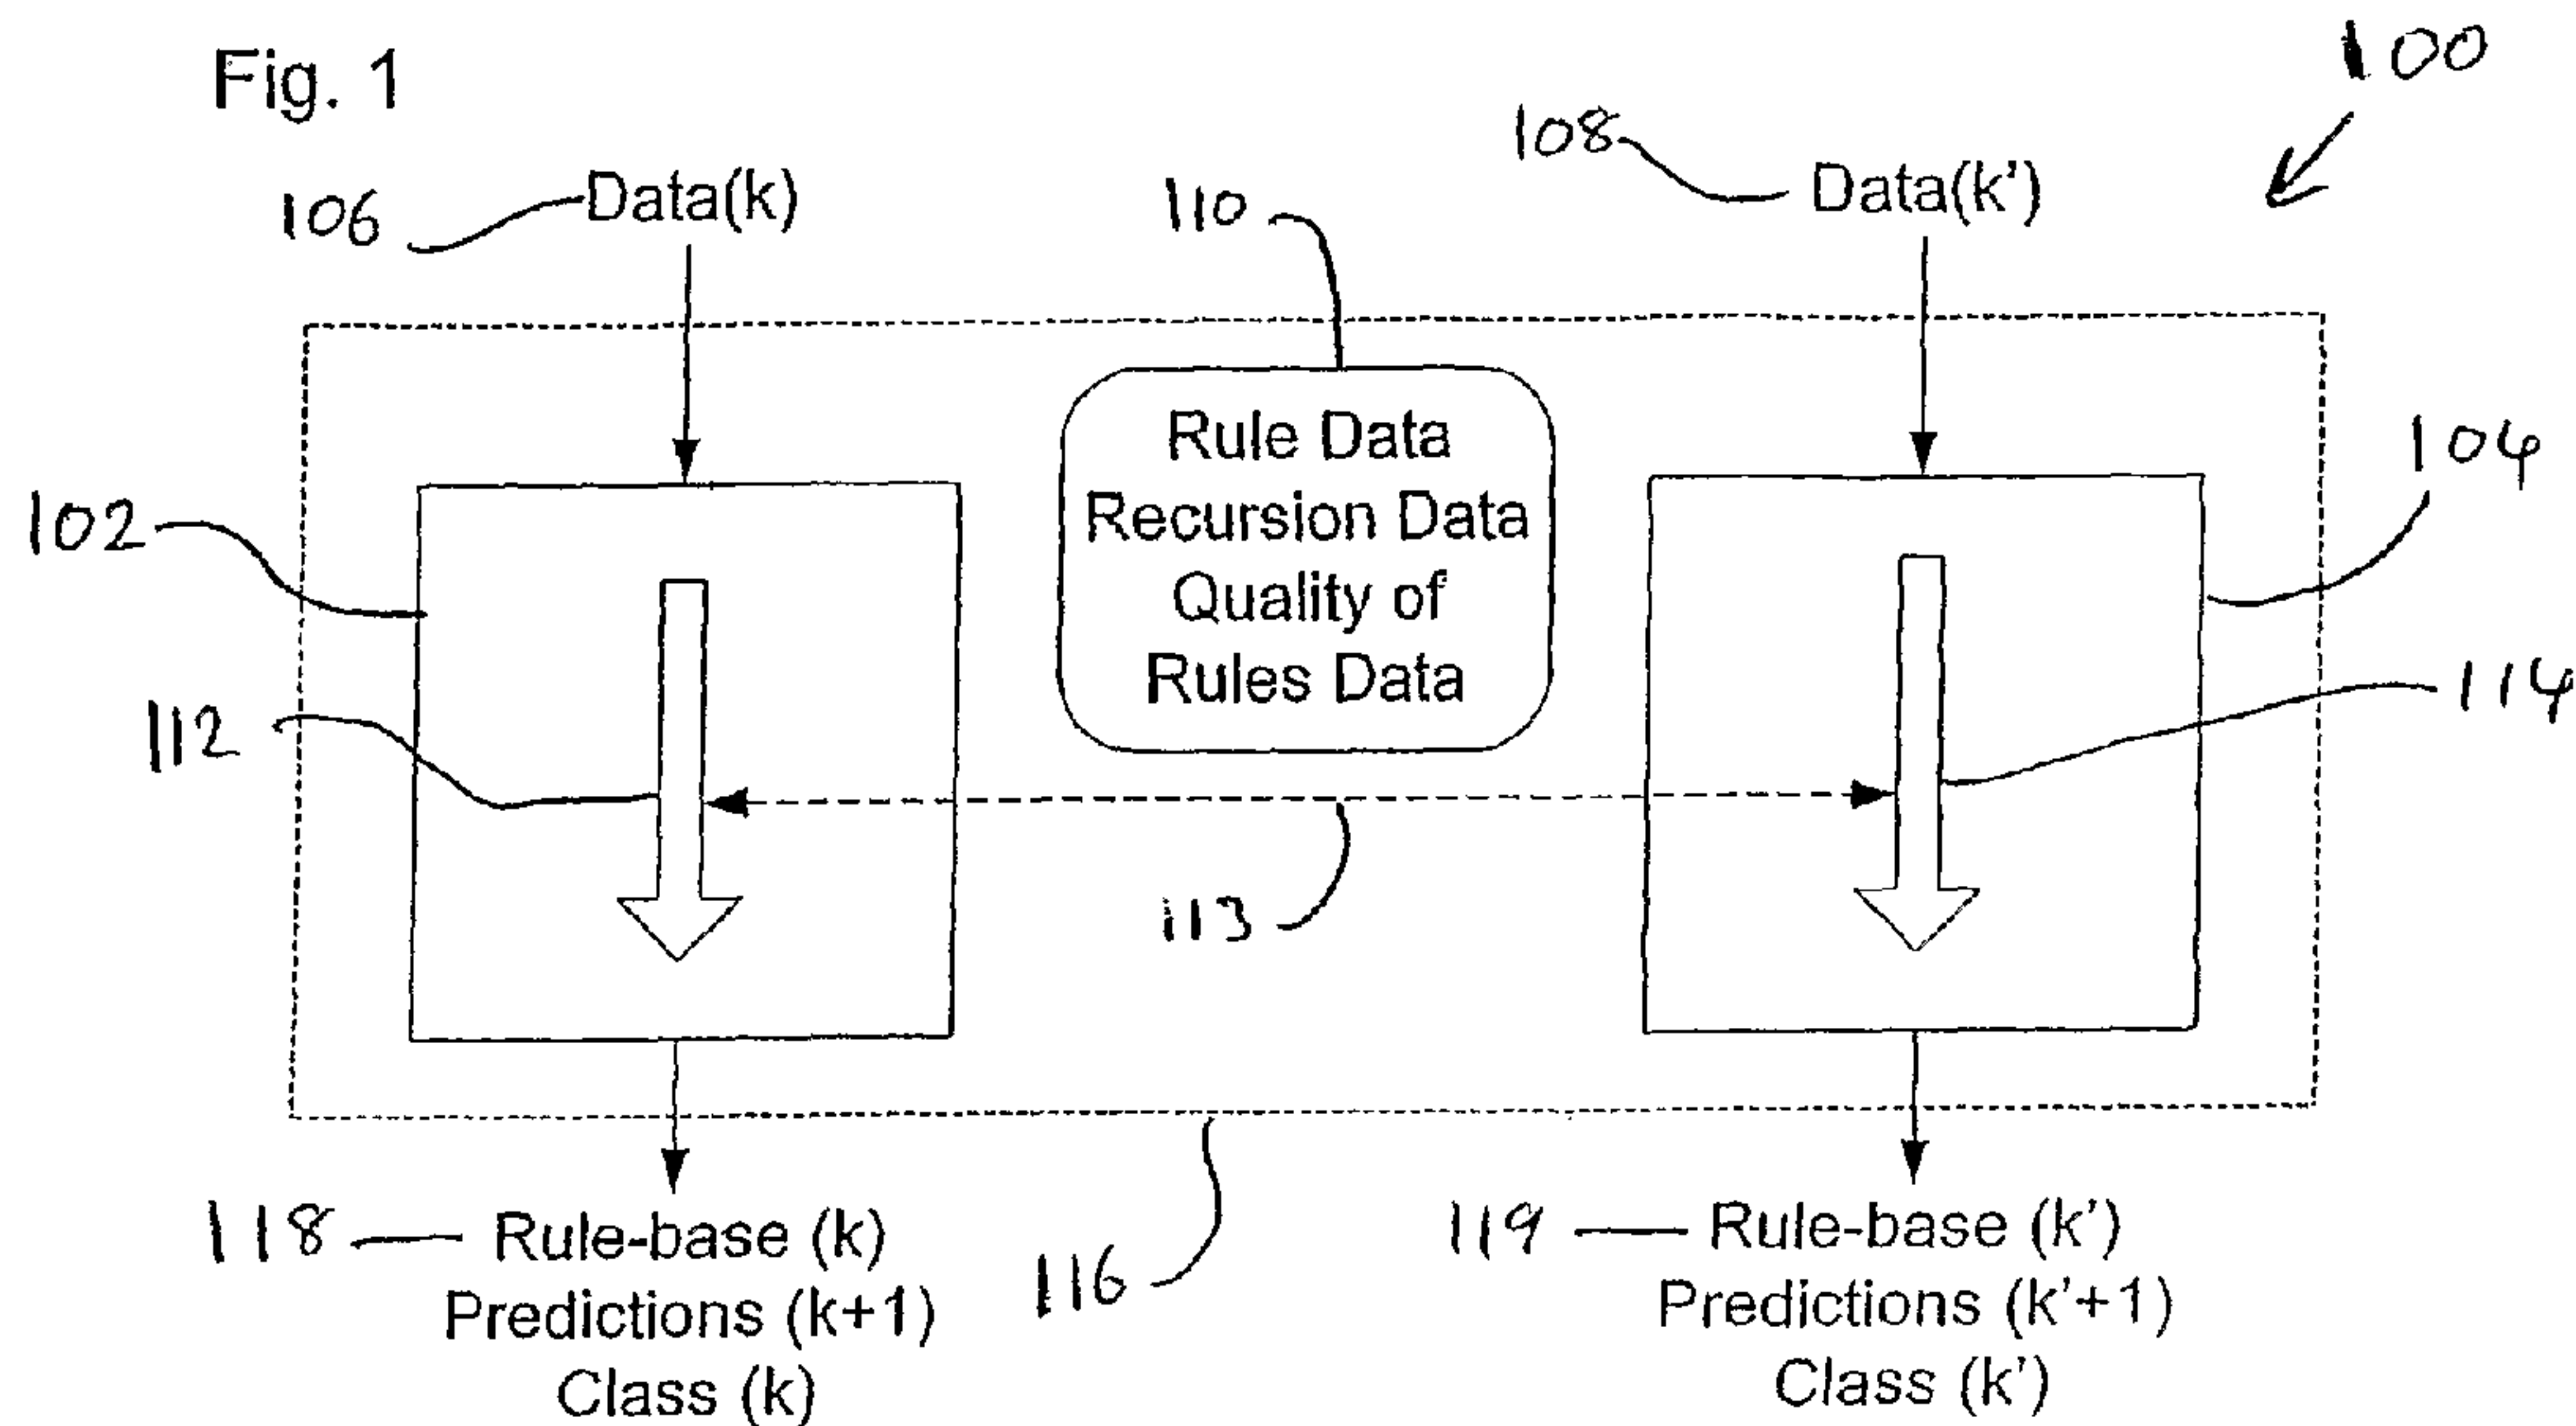 Fig. 1
100
108
106
Data(k)
Data(k')
110
Rule Data
Recursion Data
Quality of
Rules Data
102
104
112
114
113
118
Rule-base (k)
Predictions (k+1)
Class (k)
116
119
Rule-base (k')
Predictions (k'+1)
Class (k')